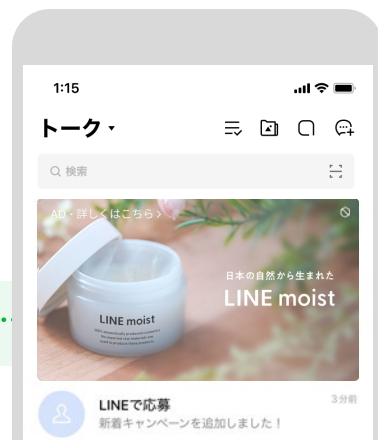 1:15
トーク
検索
AD・詳しくはこちら
日本の自然から生まれた
LINE moist
LINE moist
LINEで応募
3分前
新着キャンペーンを追加しました！